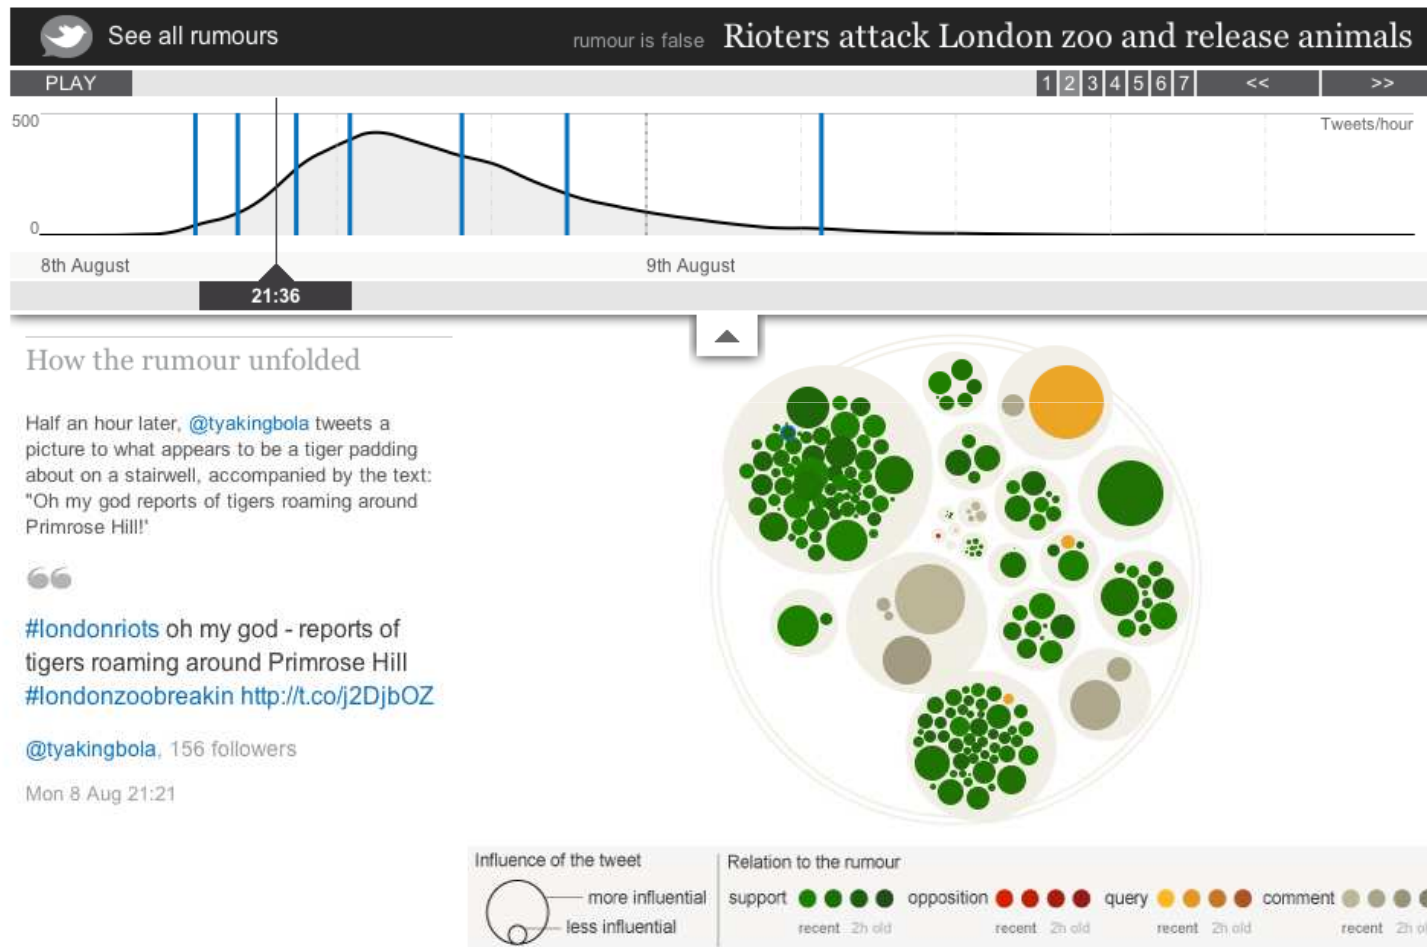 See all rumours
rumour is false Rioters attack London zoo and release animals
PLAY
1 2 3 4 5 6 7 << >>
500
Tweets/hour
0
8th August 9th August
21:36
How the rumour unfolded
Half an hour later, @tyakingbola tweets a
picture to what appears to be a tiger padding
about on a stairwell, accompanied by the text:
"Oh my god reports of tigers roaming around
Primrose Hill!'
#londonriots oh my god - reports of
tigers roaming around Primrose Hill
#londonzoobreakin http://t.co/j2DjbOZ
@tyakingbola, 156 followers
Mon 8 Aug 21:21
Influence of the tweet
more influential
less influential
Relation to the rumour
support opposition query comment
recent 2h old recent 2h old recent 2h old recent 2h